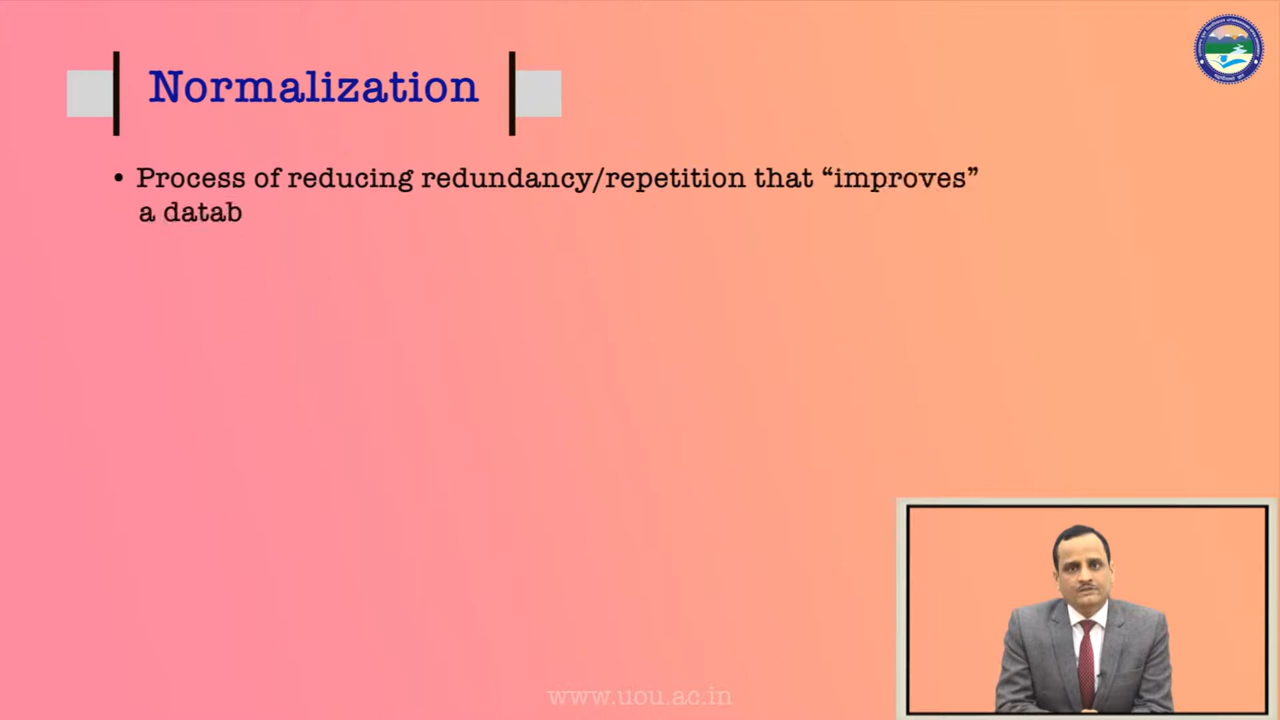 Normalization
• Process of reducing redundancy/repetition that “improves”
a datab
www.uou.ac.in